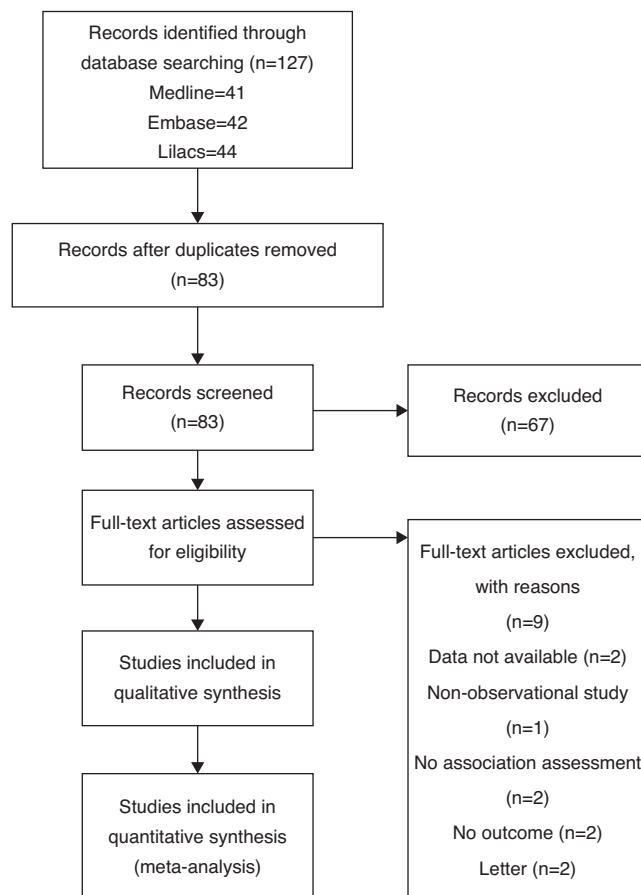 Records identified through
database searching (n=127)
Medline=41
Embase=42
Lilacs=44
Records after duplicates removed
(n=83)
Records screened
(n=83)
Records excluded
(n=67)
Full-text articles assessed
for eligibility
Full-text articles excluded,
with reasons
(n=9)
Data not available (n=2)
Non-observational study
(n=1)
No association assessment
(n=2)
No outcome (n=2)
Letter (n=2)
Studies included in
qualitative synthesis
Studies included in
quantitative synthesis
(meta-analysis)